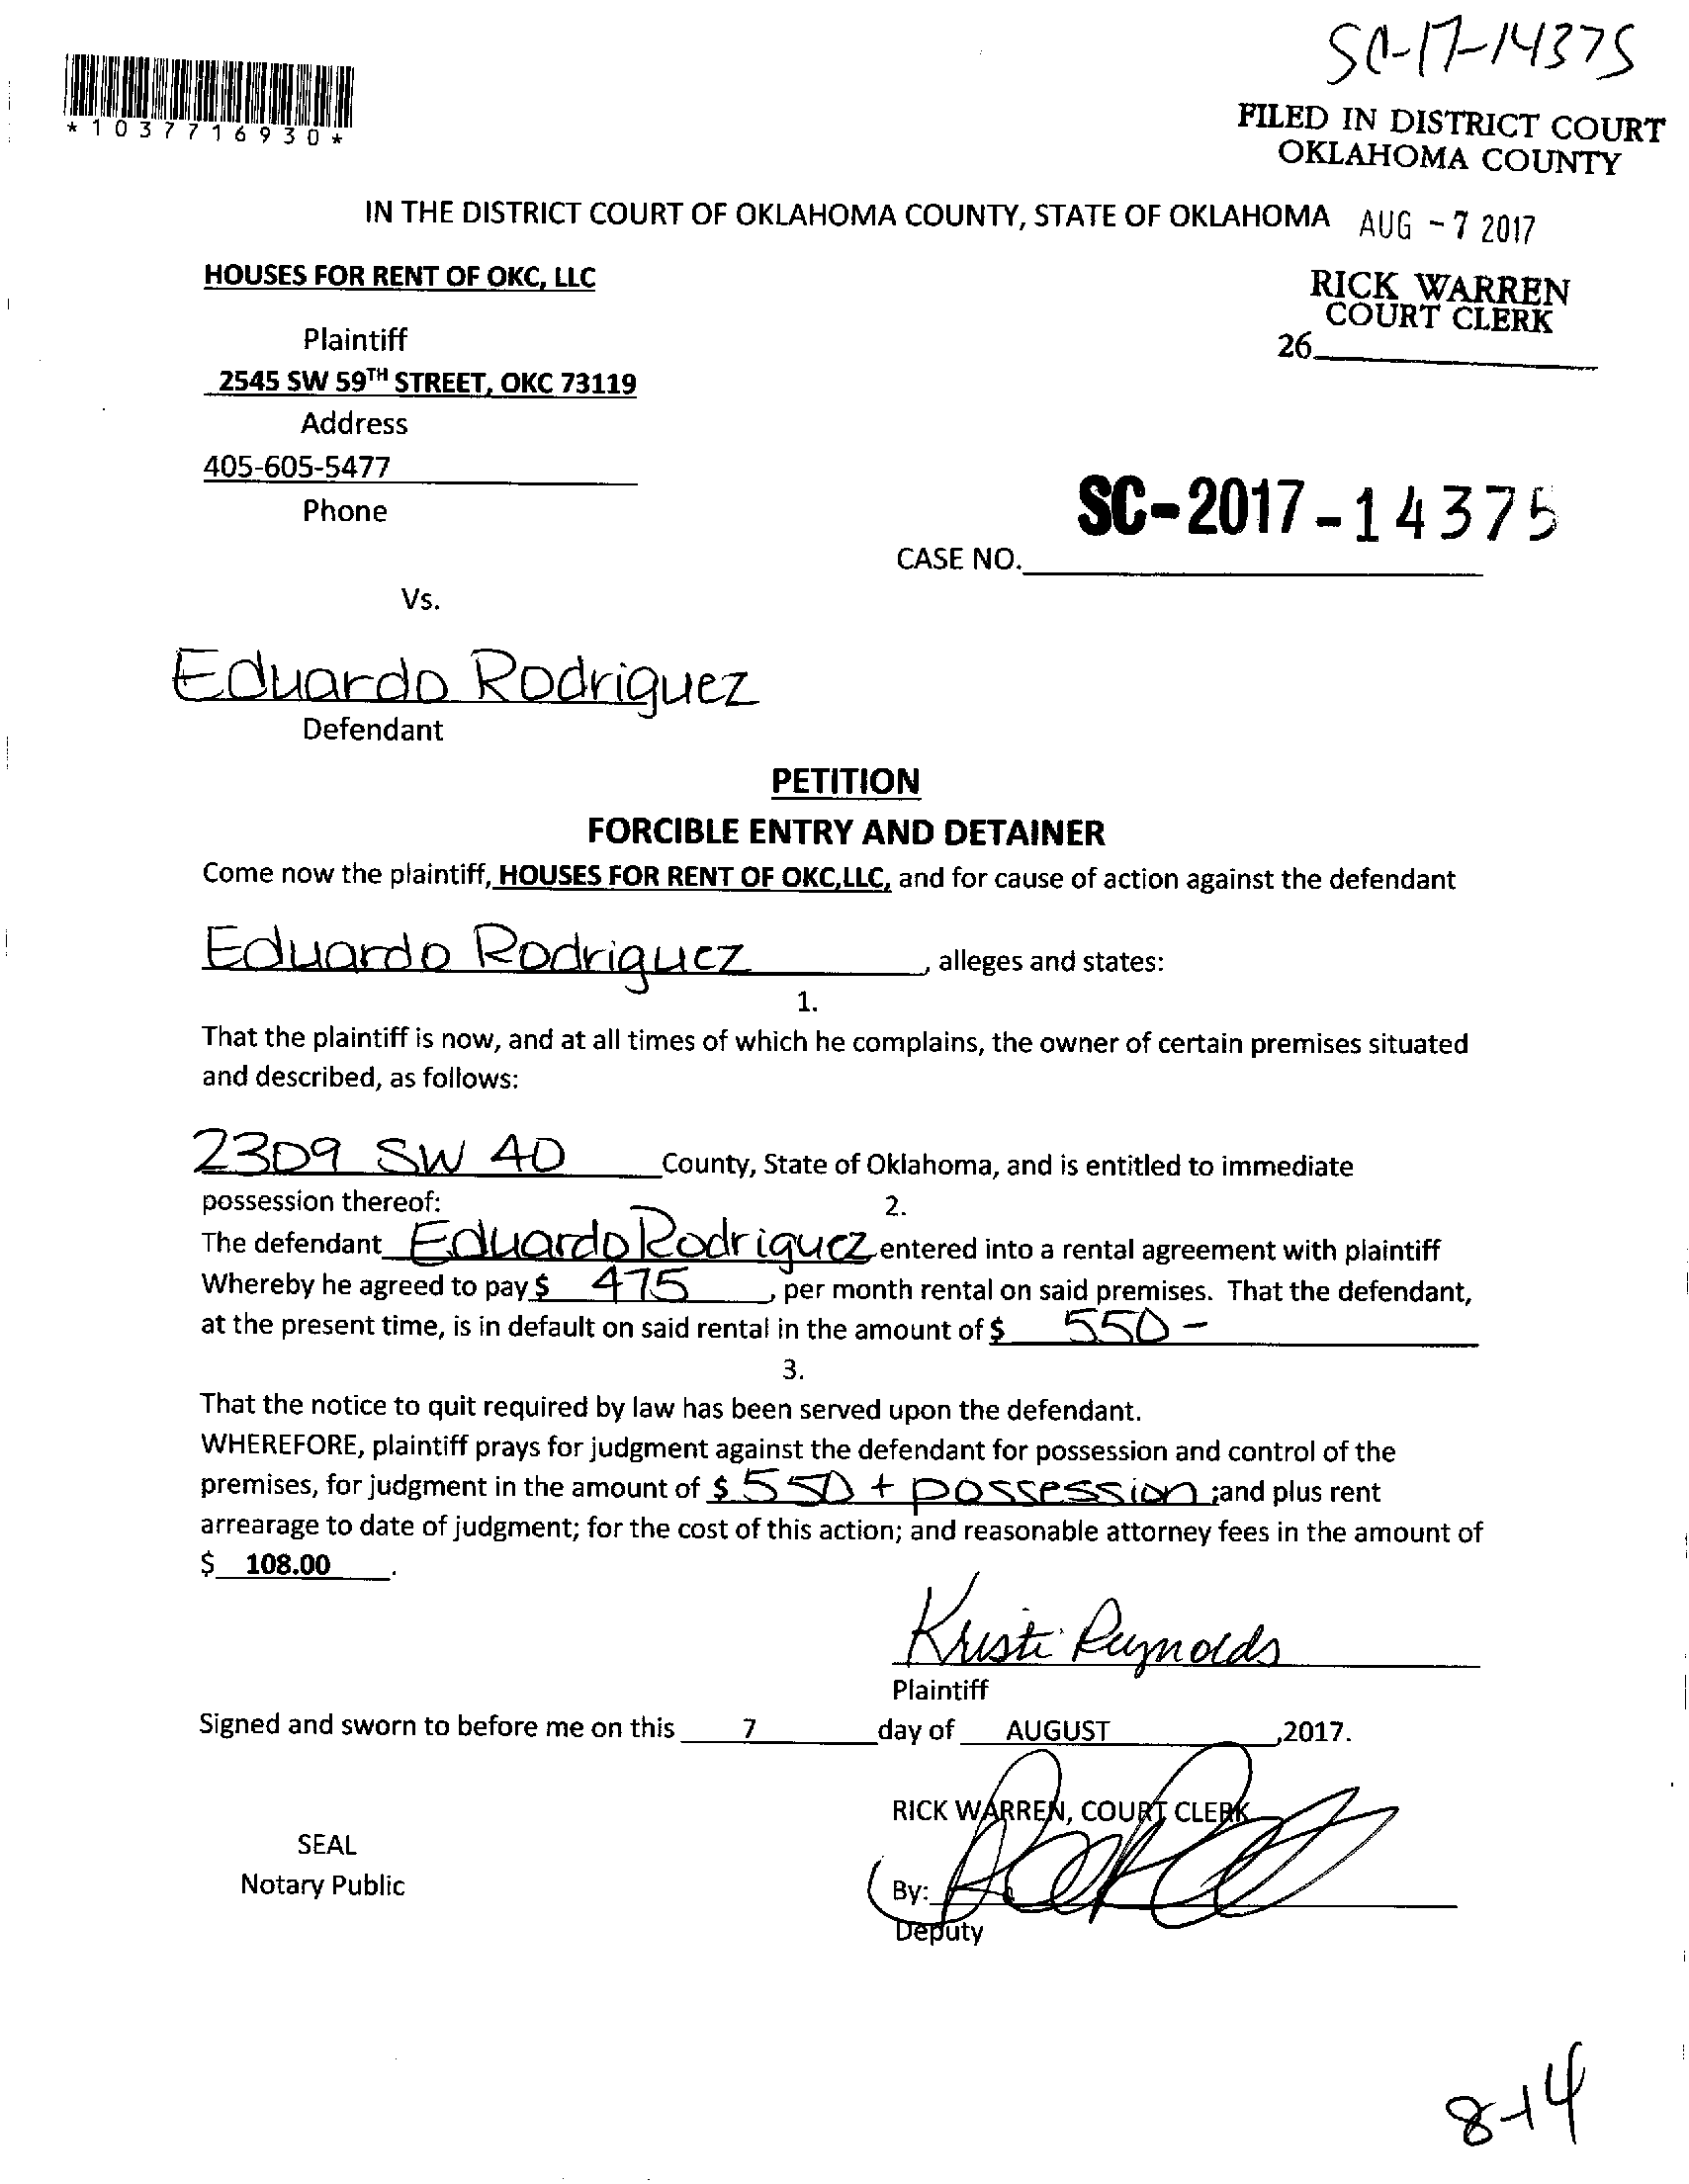 SC-17-14375
*1037716930*
FILED IN DISTRICT COURT
OKLAHOMA COUNTY
IN THE DISTRICT COURT OF OKLAHOMA COUNTY, STATE OF OKLAHOMA AUG - 7 2017
HOUSES FOR RENT OF OKC, LLC
RICK WARREN
COURT CLERK
Plaintiff
26
2545 SW 59TH STREET, OKC 73119
Address
405-605-5477
Phone
SC-2017-14375
CASE NO.
Vs.
Eduardo Rodriguez
Defendant
PETITION
FORCIBLE ENTRY AND DETAINER
Come now the plaintiff, HOUSES FOR RENT OF OKC,LLC, and for cause of action against the defendant
Eduardo Rodriguez, alleges and states:
1.
That the plaintiff is now, and at all times of which he complains, the owner of certain premises situated
and described, as follows:
2309 SW 40 County, State of Oklahoma, and is entitled to immediate
possession thereof:
2.
The defendant Eduardo Rodriguez entered into a rental agreement with plaintiff
Whereby he agreed to pay $ 475, per month rental on said premises. That the defendant,
at the present time, is in default on said rental in the amount of $ 550-
3.
That the notice to quit required by law has been served upon the defendant.
WHEREFORE, plaintiff prays for judgment against the defendant for possession and control of the
premises, for judgment in the amount of $ 550 + possession ;and plus rent
arrearage to date of judgment; for the cost of this action; and reasonable attorney fees in the amount of
$ 108.00.
Kristi Reynolds
Plaintiff
Signed and sworn to before me on this 7 day of AUGUST,2017.
RICK WARREN, COURT CLERK
SEAL
Notary Public
By:
Deputy
8-14